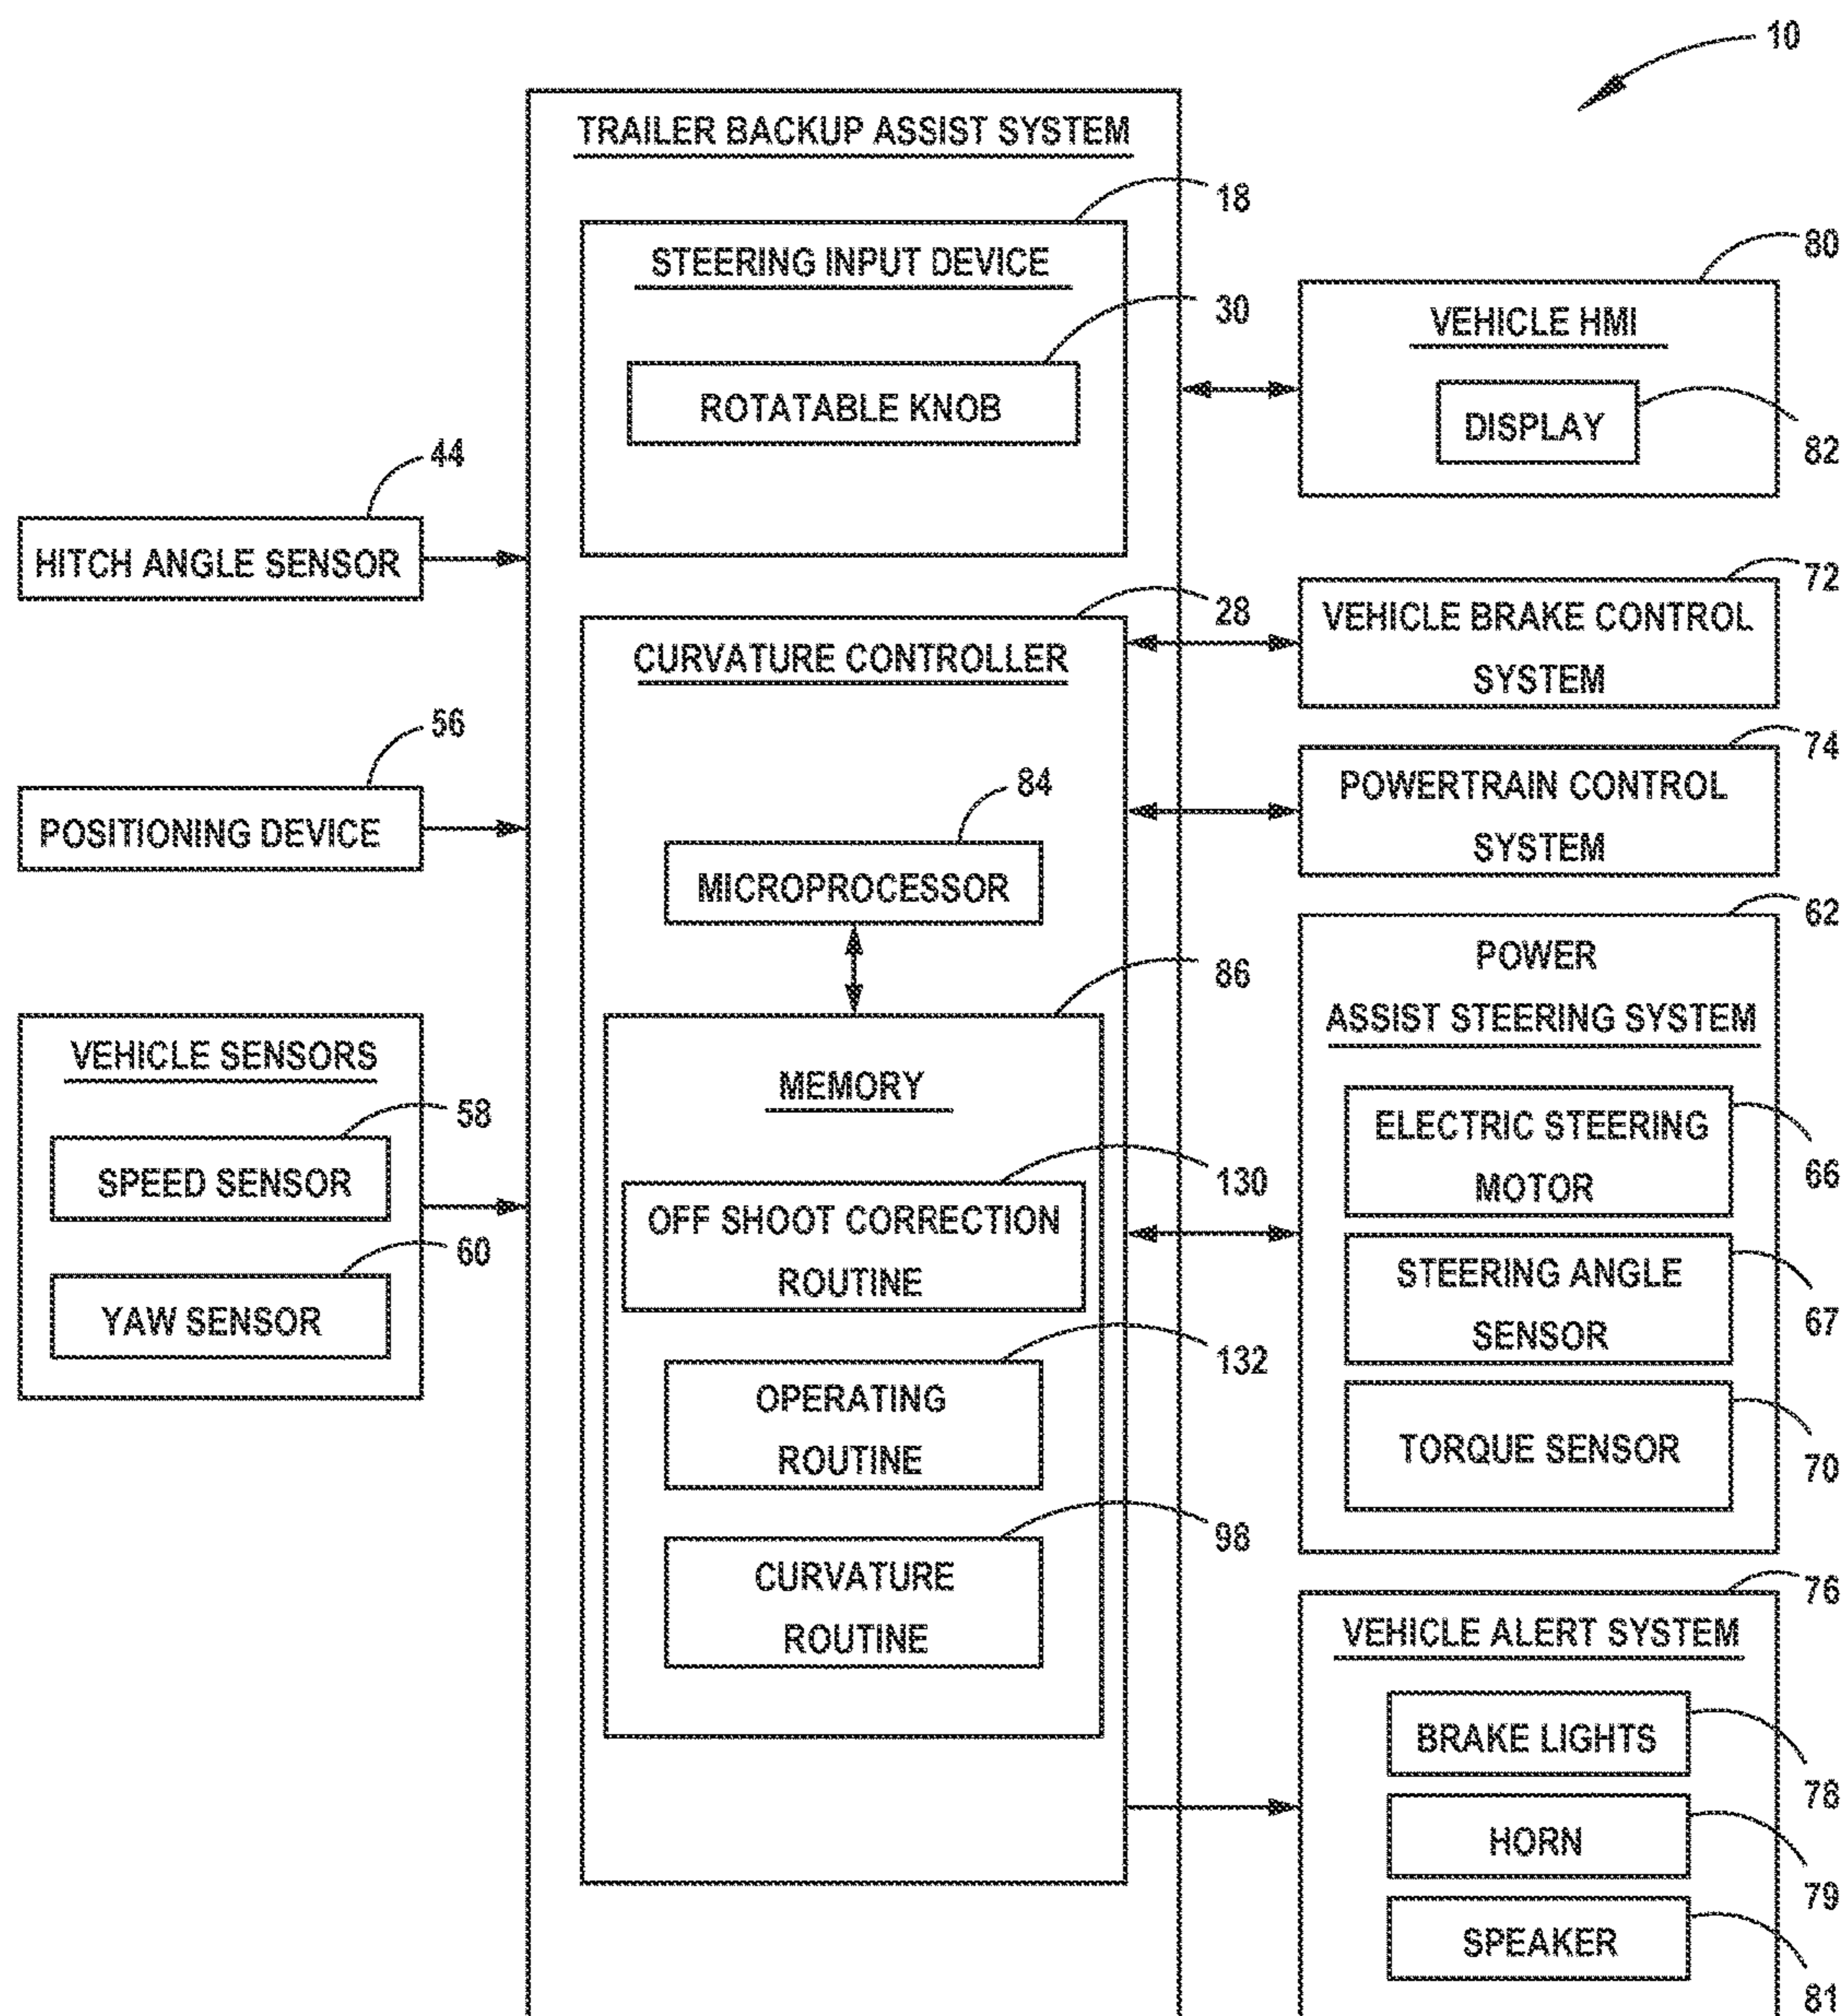 10
TRAILER BACKUP ASSIST SYSTEM
18
STEERING INPUT DEVICE
30
ROTATABLE KNOB
80
VEHICLE HMI
DISPLAY
82
44
HITCH ANGLE SENSOR
28
CURVATURE CONTROLLER
72
VEHICLE BRAKE CONTROL
SYSTEM
56
POSITIONING DEVICE
74
POWERTRAIN CONTROL
SYSTEM
84
MICROPROCESSOR
86
MEMORY
130
OFF SHOOT CORRECTION
ROUTINE
132
OPERATING
ROUTINE
98
CURVATURE
ROUTINE
VEHICLE SENSORS
58
SPEED SENSOR
60
YAW SENSOR
62
POWER
ASSIST STEERING SYSTEM
ELECTRIC STEERING
MOTOR
66
STEERING ANGLE
SENSOR
67
TORQUE SENSOR
70
76
VEHICLE ALERT SYSTEM
BRAKE LIGHTS
78
HORN
79
SPEAKER
81